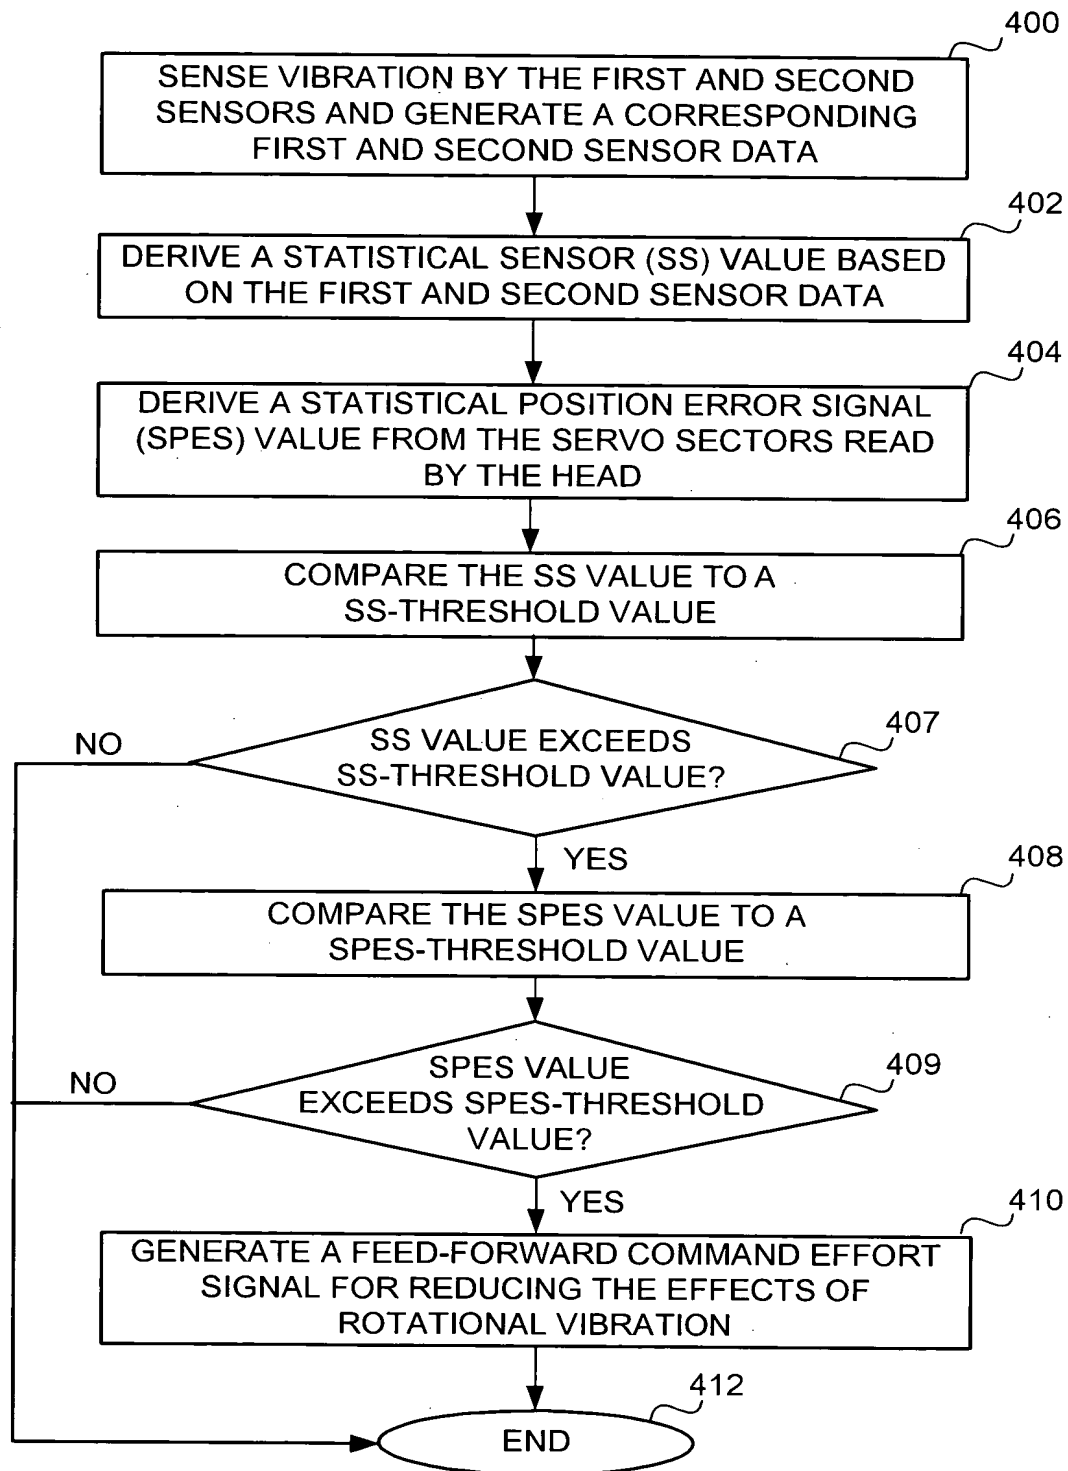 400
SENSE VIBRATION BY THE FIRST AND SECOND
SENSORS AND GENERATE A CORRESPONDING
FIRST AND SECOND SENSOR DATA
402
DERIVE A STATISTICAL SENSOR (SS) VALUE BASED
ON THE FIRST AND SECOND SENSOR DATA
404
DERIVE A STATISTICAL POSITION ERROR SIGNAL
(SPES) VALUE FROM THE SERVO SECTORS READ
BY THE HEAD
406
COMPARE THE SS VALUE TO A
SS-THRESHOLD VALUE
407
NO
SS VALUE EXCEEDS
SS-THRESHOLD VALUE?
YES
408
COMPARE THE SPES VALUE TO A
SPES-THRESHOLD VALUE
409
NO
SPES VALUE
EXCEEDS SPES-THRESHOLD
VALUE?
YES
410
GENERATE A FEED-FORWARD COMMAND EFFORT
SIGNAL FOR REDUCING THE EFFECTS OF
ROTATIONAL VIBRATION
412
END